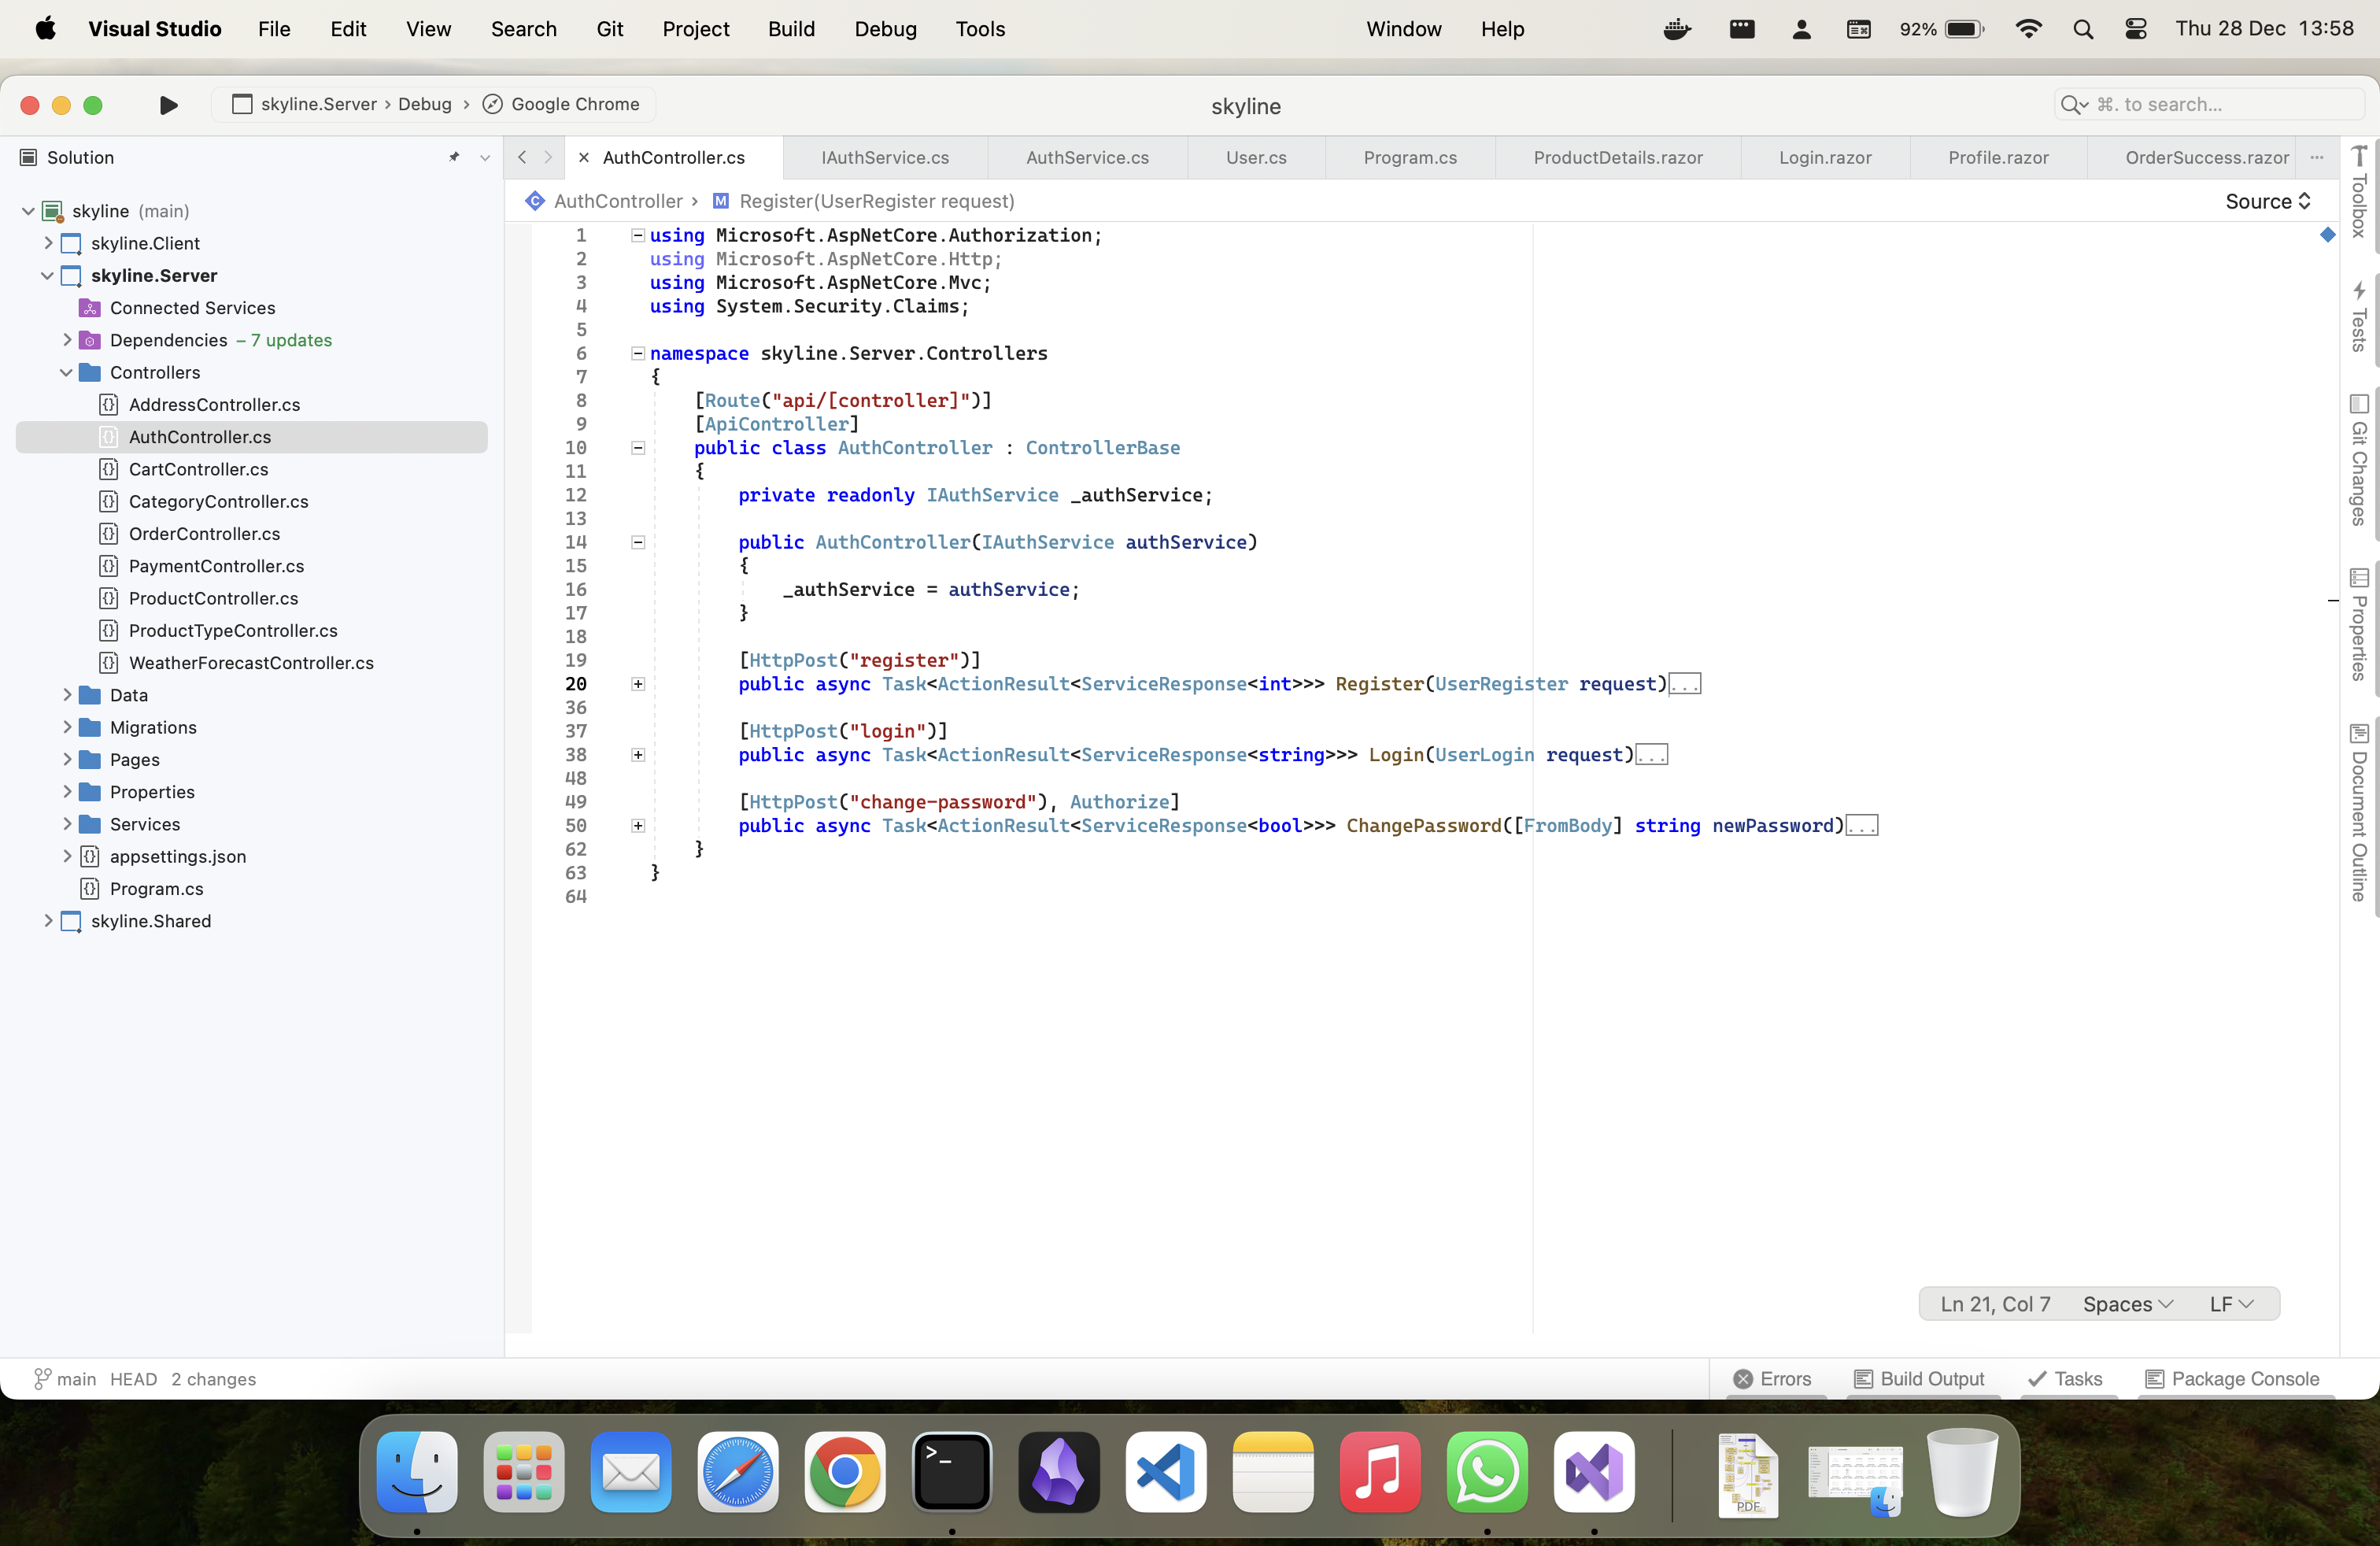 Visual Studio File Edit View Search Git Project Build Debug Tools Window Help 92% Thu 28 Dec 13:58
skyline.Server › Debug › Google Chrome
skyline
⌘. to search...
Solution
skyline (main)
skyline.Client
skyline.Server
Connected Services
Dependencies – 7 updates
Controllers
AddressController.cs
AuthController.cs
CartController.cs
CategoryController.cs
OrderController.cs
PaymentController.cs
ProductController.cs
ProductTypeController.cs
WeatherForecastController.cs
Data
Migrations
Pages
Properties
Services
appsettings.json
Program.cs
skyline.Shared
AuthController.cs IAuthService.cs AuthService.cs User.cs Program.cs ProductDetails.razor Login.razor Profile.razor OrderSuccess.razor ...
AuthController › M Register(UserRegister request)
Source
1 using Microsoft.AspNetCore.Authorization;
2 using Microsoft.AspNetCore.Http;
3 using Microsoft.AspNetCore.Mvc;
4 using System.Security.Claims;
5
6 namespace skyline.Server.Controllers
7 {
8 [Route("api/[controller]")]
9 [ApiController]
10 public class AuthController : ControllerBase
11 {
12 private readonly IAuthService _authService;
13
14 public AuthController(IAuthService authService)
15 {
16 _authService = authService;
17 }
18
19 [HttpPost("register")]
20 public async Task<ActionResult<ServiceResponse<int>>> Register(UserRegister request)...
36
37 [HttpPost("login")]
38 public async Task<ActionResult<ServiceResponse<string>>> Login(UserLogin request)...
48
49 [HttpPost("change-password"), Authorize]
50 public async Task<ActionResult<ServiceResponse<bool>>> ChangePassword([FromBody] string newPassword)...
62 }
63 }
64
Toolbox
Tests
Git Changes
Properties
Document Outline
Ln 21, Col 7 Spaces LF
main HEAD 2 changes
Errors Build Output Tasks Package Console
>_
PDF